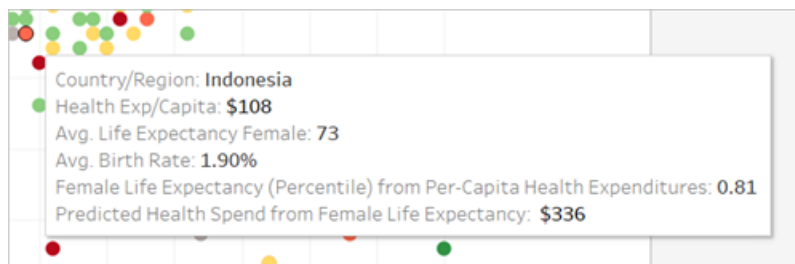 Country/Region: Indonesia
Health Exp/Capita: $108
Avg. Life Expectancy Female: 73
Avg. Birth Rate: 1.90%
Female Life Expectancy (Percentile) from Per-Capita Health Expenditures: 0.81
Predicted Health Spend from Female Life Expectancy: $336